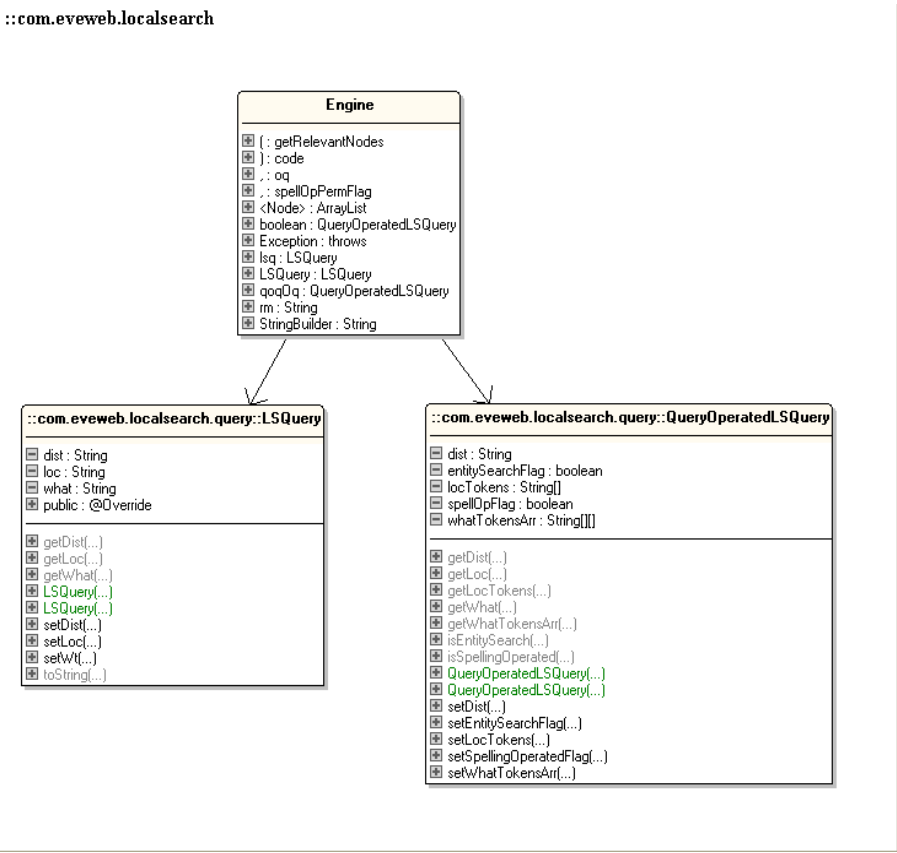 ::com.eveweb.localsearch
Engine
( : getRelevantNodes
) : code
, : oq
, : spellOpPermFlag
<Node> : ArrayList
boolean : QueryOperatedLSQuery
Exception : throws
lsq : LSQuery
LSQuery : LSQuery
qoqOq : QueryOperatedLSQuery
rm : String
StringBuilder : String
::com.eveweb.localsearch.query::LSQuery
dist : String
loc : String
what : String
public : @Override
getDist(...)
getLoc(...)
getWhat(...)
LSQuery(...)
LSQuery(...)
setDist(...)
setLoc(...)
setWt(...)
toString(...)
::com.eveweb.localsearch.query::QueryOperatedLSQuery
dist : String
entitySearchFlag : boolean
locTokens : String[]
spellOpFlag : boolean
whatTokensArr : String[][]
getDist(...)
getLoc(...)
getLocTokens(...)
getWhat(...)
getWhatTokensArr(...)
isEntitySearch(...)
isSpellingOperated(...)
QueryOperatedLSQuery(...)
QueryOperatedLSQuery(...)
setDist(...)
setEntitySearchFlag(...)
setLocTokens(...)
setSpellingOperatedFlag(...)
setWhatTokensArr(...)